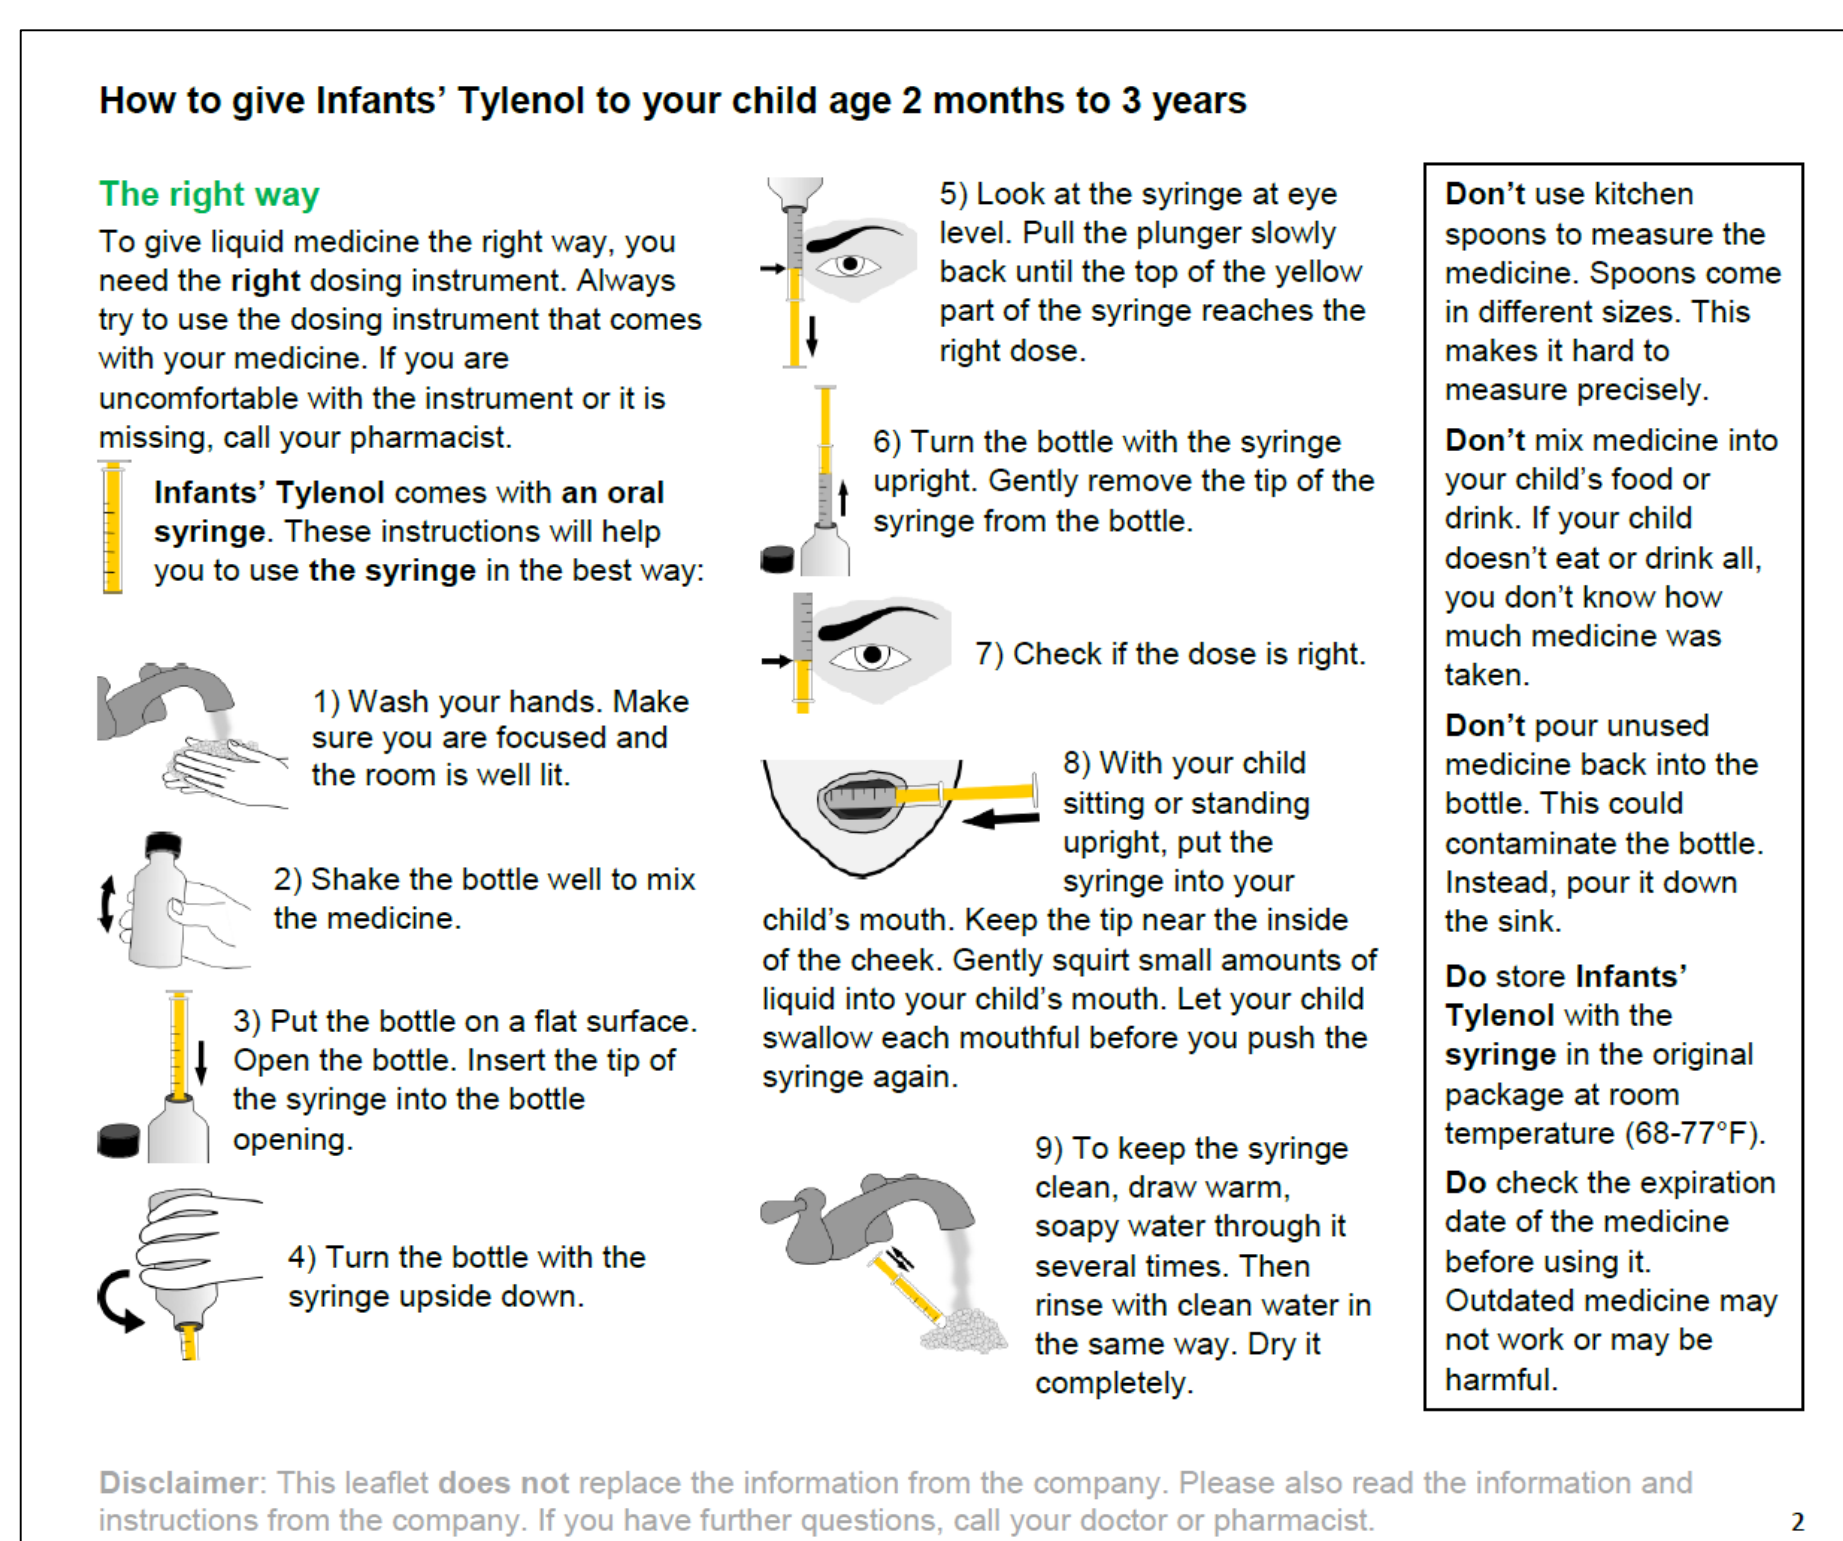 How to give Infants' Tylenol to your child age 2 months to 3 years
The right way
To give liquid medicine the right way, you
need the right dosing instrument. Always
try to use the dosing instrument that comes
with your medicine. If you are
uncomfortable with the instrument or it is
missing, call your pharmacist.
Infants' Tylenol comes with an oral
syringe. These instructions will help
you to use the syringe in the best way:
1) Wash your hands. Make
sure you are focused and
the room is well lit.
2) Shake the bottle well to mix
the medicine.
3) Put the bottle on a flat surface.
Open the bottle. Insert the tip of
the syringe into the bottle
opening.
4) Turn the bottle with the
syringe upside down.
5) Look at the syringe at eye
level. Pull the plunger slowly
back until the top of the yellow
part of the syringe reaches the
right dose.
6) Turn the bottle with the syringe
upright. Gently remove the tip of the
syringe from the bottle.
7) Check if the dose is right.
8) With your child
sitting or standing
upright, put the
syringe into your
child's mouth. Keep the tip near the inside
of the cheek. Gently squirt small amounts of
liquid into your child's mouth. Let your child
swallow each mouthful before you push the
syringe again.
9) To keep the syringe
clean, draw warm,
soapy water through it
several times. Then
rinse with clean water in
the same way. Dry it
completely.
Don't use kitchen
spoons to measure the
medicine. Spoons come
in different sizes. This
makes it hard to
measure precisely.
Don't mix medicine into
your child's food or
drink. If your child
doesn't eat or drink all,
you don't know how
much medicine was
taken.
Don't pour unused
medicine back into the
bottle. This could
contaminate the bottle.
Instead, pour it down
the sink.
Do store Infants'
Tylenol with the
syringe in the original
package at room
temperature (68-77°F).
Do check the expiration
date of the medicine
before using it.
Outdated medicine may
not work or may be
harmful.
Disclaimer: This leaflet does not replace the information from the company. Please also read the information and
instructions from the company. If you have further questions, call your doctor or pharmacist.
2